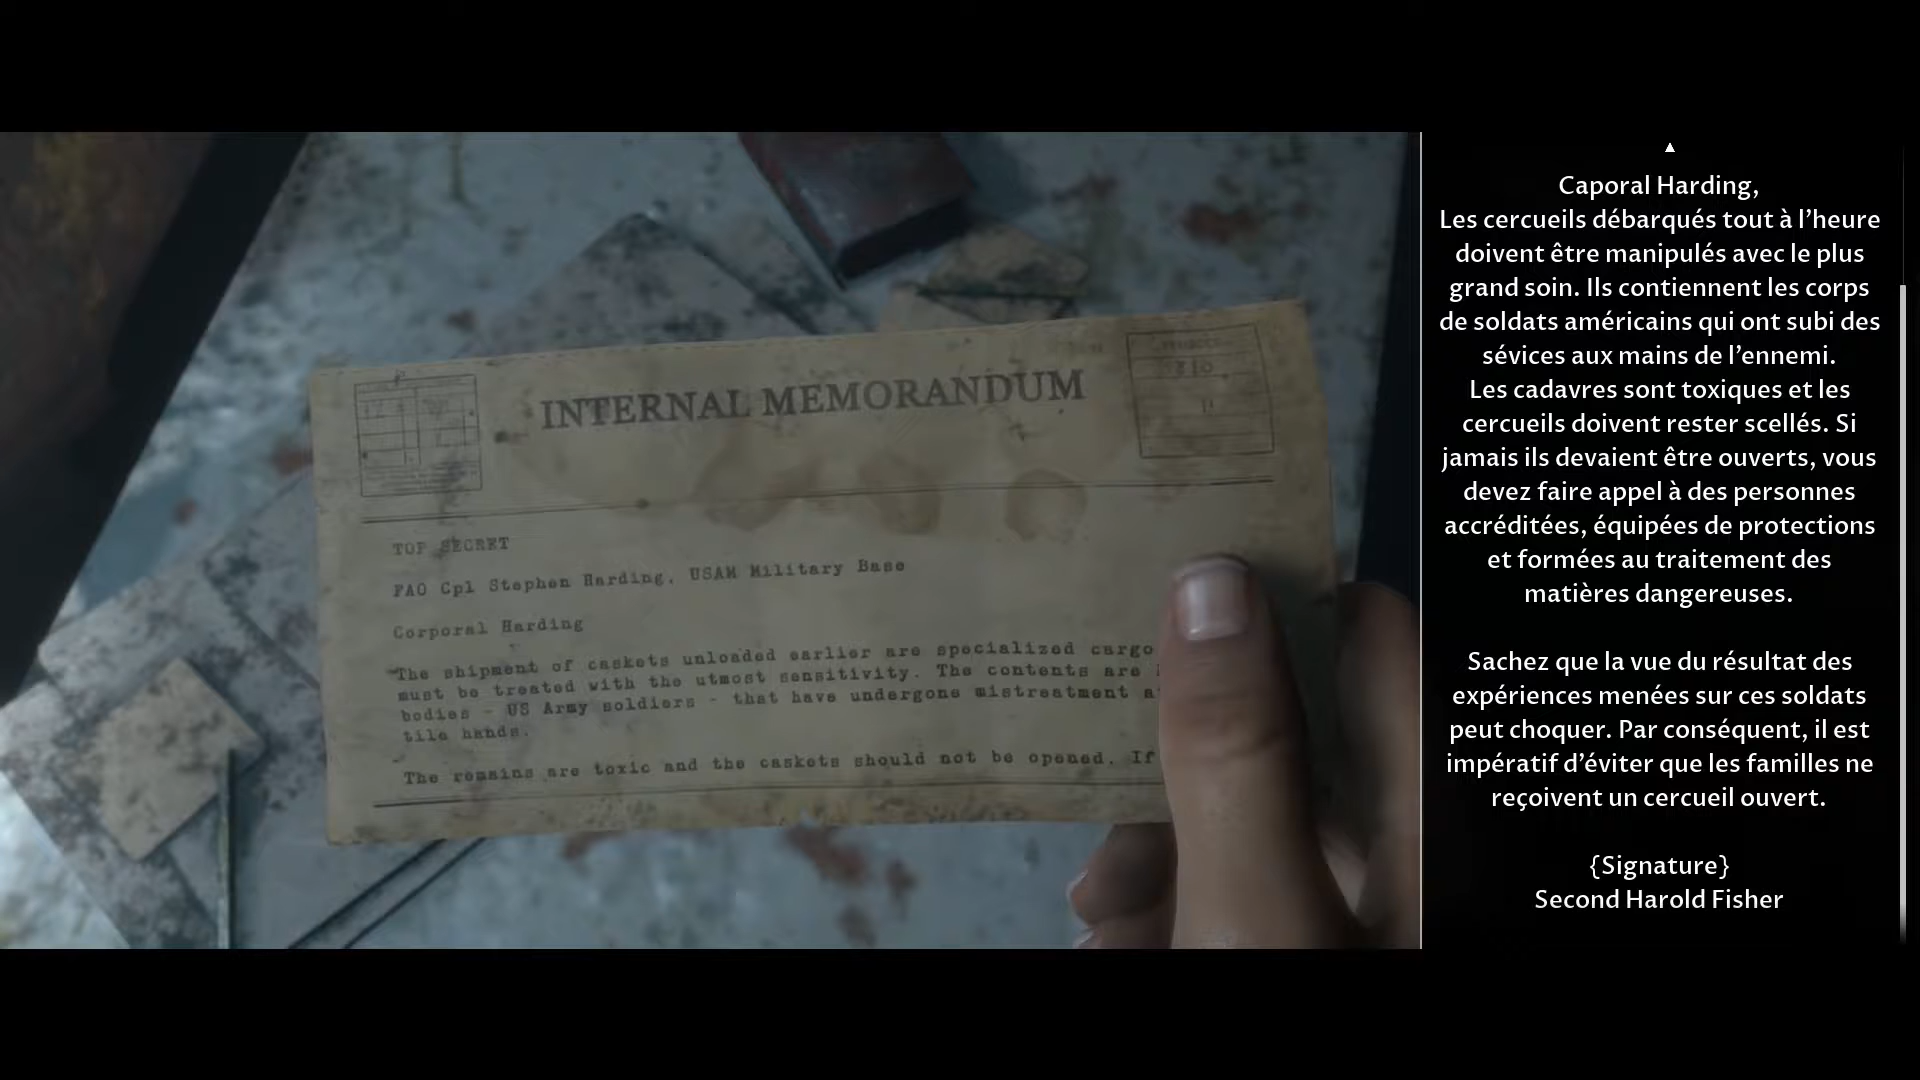 INTERNAL MEMORANDUM
TOP SECRET
FAO Cpl Stephen Harding, USAM Military Base
Corporal Harding
The shipment of caskets unloaded earlier are specialized cargo
must be treated with the utmost sensitivity. The contents are
bodies - US Army soldiers - that have undergone mistreatment
tile hands.
The remains are toxic and the caskets should not be opened. If
Caporal Harding,
Les cercueils débarqués tout à l'heure
doivent être manipulés avec le plus
grand soin. Ils contiennent les corps
de soldats américains qui ont subi des
sévices aux mains de l'ennemi.
Les cadavres sont toxiques et les
cercueils doivent rester scellés. Si
jamais ils devaient être ouverts, vous
devez faire appel à des personnes
accréditées, équipées de protections
et formées au traitement des
matières dangereuses.
Sachez que la vue du résultat des
expériences menées sur ces soldats
peut choquer. Par conséquent, il est
impératif d'éviter que les familles ne
reçoivent un cercueil ouvert.
{Signature}
Second Harold Fisher